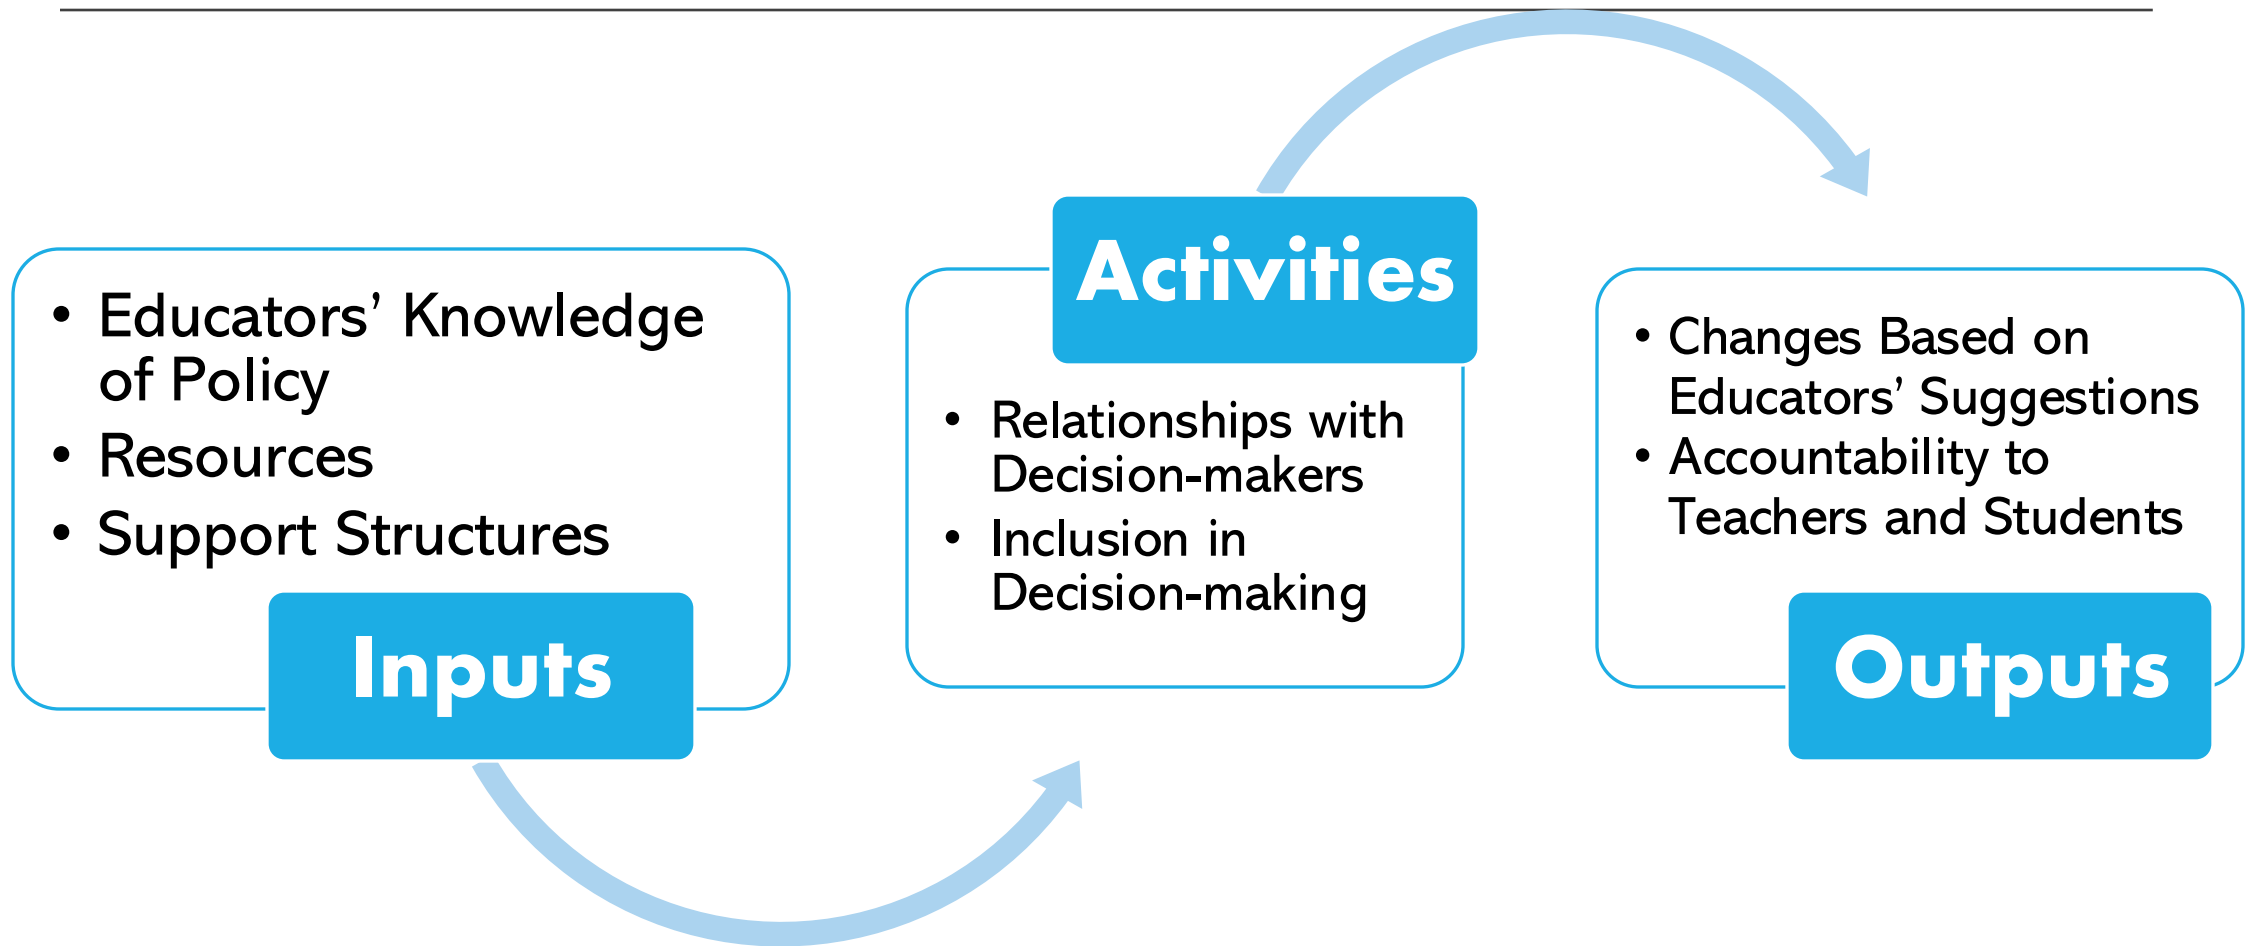 • Educators’ Knowledge
of Policy
• Resources
• Support Structures
Inputs
Activities
• Relationships with
Decision-makers
• Inclusion in
Decision-making
• Changes Based on
Educators’ Suggestions
• Accountability to
Teachers and Students
Outputs